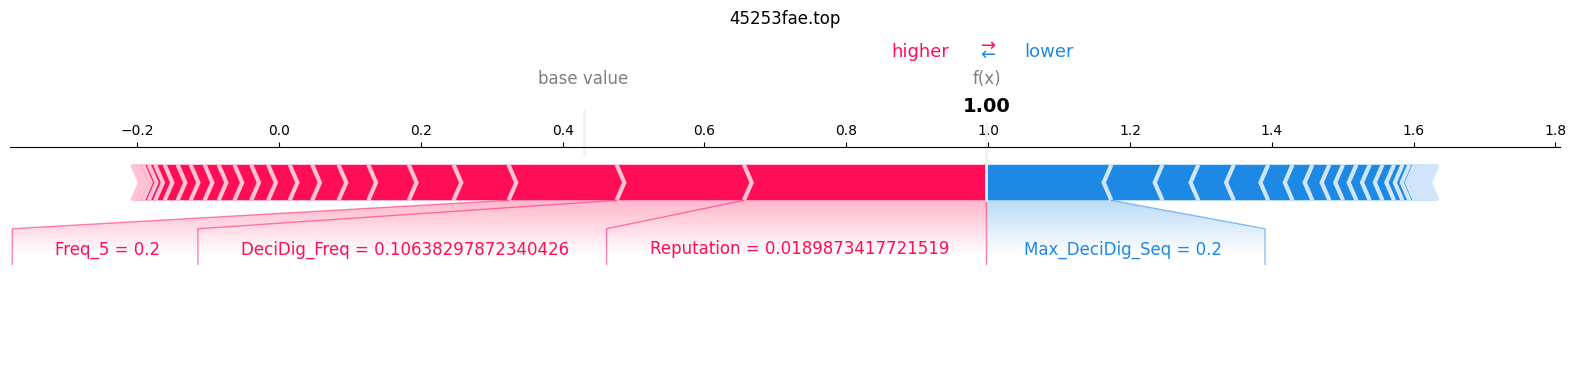 45253fae.top
higher ⇄ lower
base value f(x)
1.00
−0.2 0.0 0.2 0.4 0.6 0.8 1.0 1.2 1.4 1.6 1.8
Freq_5 = 0.2 DeciDig_Freq = 0.10638297872340426 Reputation = 0.0189873417721519 Max_DeciDig_Seq = 0.2